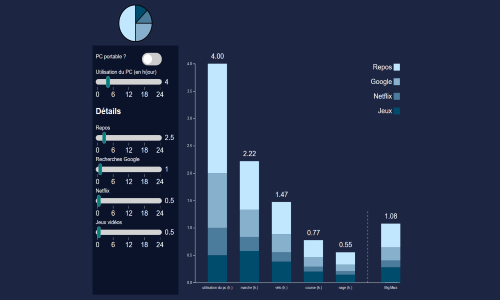 PC portable ?
Utilisation du PC (en h/jour)
4
0 6 12 18 24
Détails
Repos
2.5
0 6 12 18 24
Recherches Google
1
0 6 12 18 24
Netflix
0.5
0 6 12 18 24
Jeux vidéos
0.5
0 6 12 18 24
4.00
2.22
1.47
0.77
0.55
1.08
Repos
Google
Netflix
Jeux
4.0
3.5
3.0
2.5
2.0
1.5
1.0
0.5
0.0
utilisation du pc (h.)
marche (h.)
vélo (h.)
course (h.)
nage (h.)